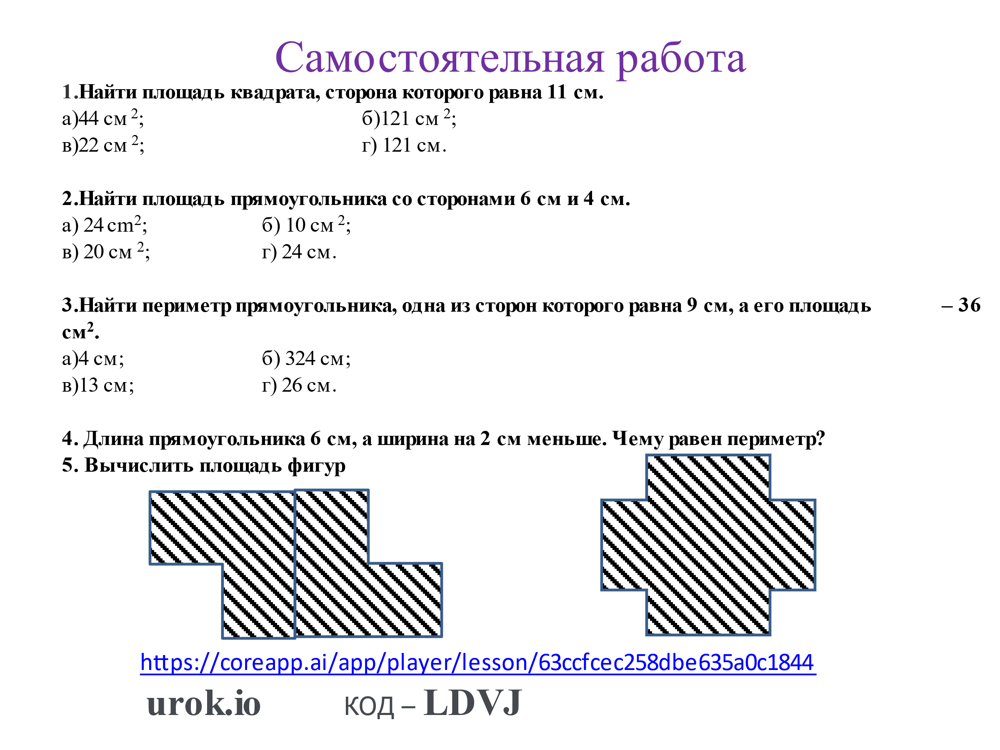 Самостоятельная работа
1.Найти площадь квадрата, сторона которого равна 11 см.
а)44 см ²; б)121 см ²;
в)22 см ²; г) 121 см.
2.Найти площадь прямоугольника со сторонами 6 см и 4 см.
а) 24 cm²; б) 10 см ²;
в) 20 см ²; г) 24 см.
3.Найти периметр прямоугольника, одна из сторон которого равна 9 см, а его площадь – 36
см².
а)4 см; б) 324 см;
в)13 см; г) 26 см.
4. Длина прямоугольника 6 см, а ширина на 2 см меньше. Чему равен периметр?
5. Вычислить площадь фигур
https://coreapp.ai/app/player/lesson/63ccfcec258dbe635a0c1844
urok.io КОД – LDVJ